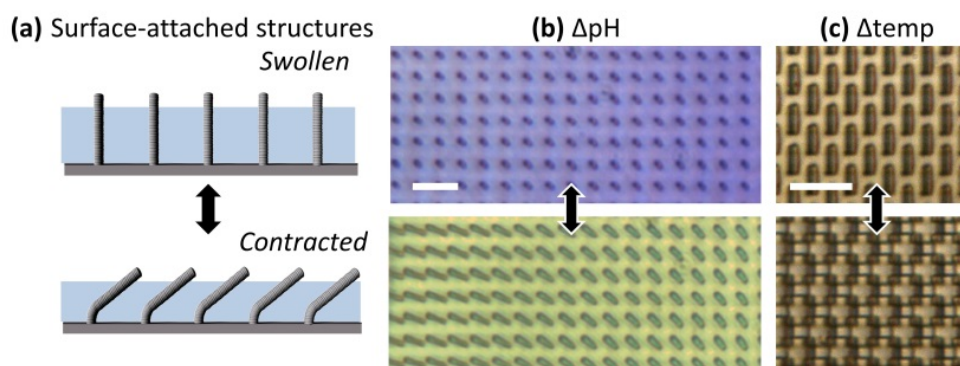 (a) Surface-attached structures
Swollen
Contracted
(b) ΔpH
(c) Δtemp